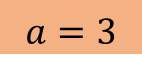 a = 3